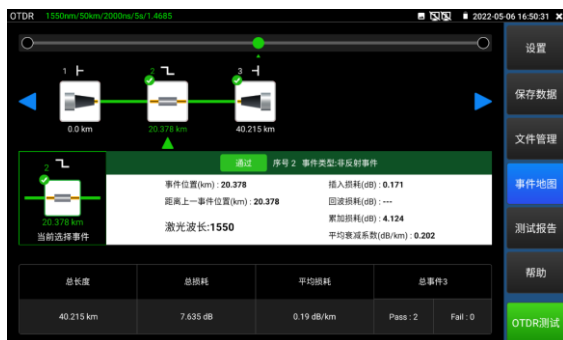 OTDR 1550nm/50km/2000ns/5s/1.4685 2022-05-06 16:50:31
设置
1 2 3
保存数据
0.0 km 20.378 km 40.215 km
文件管理
2
通过 序号 2 事件类型:非反射事件
事件地图
事件位置(km) : 20.378 插入损耗(dB) : 0.171
距离上一事件位置(km) : 20.378 回波损耗(dB) : ---
20.378 km
激光波长:1550 累加损耗(dB) : 4.124
当前选择事件
平均衰减系数(dB/km) : 0.202
测试报告
总长度 总损耗 平均损耗 总事件3
帮助
40.215 km 7.635 dB 0.19 dB/km Pass : 2 Fail : 0
OTDR测试